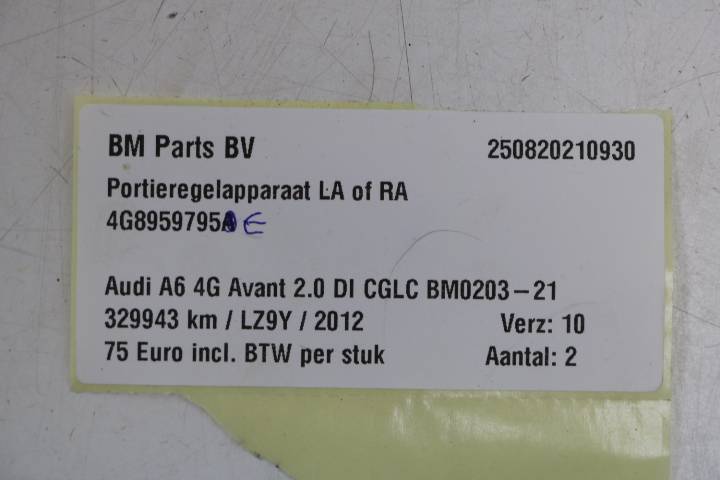 BM Parts BV 250820210930
Portieregelapparaat LA of RA
4G8959795A E
Audi A6 4G Avant 2.0 DI CGLC BM0203-21
329943 km / LZ9Y / 2012 Verz: 10
75 Euro incl. BTW per stuk Aantal: 2